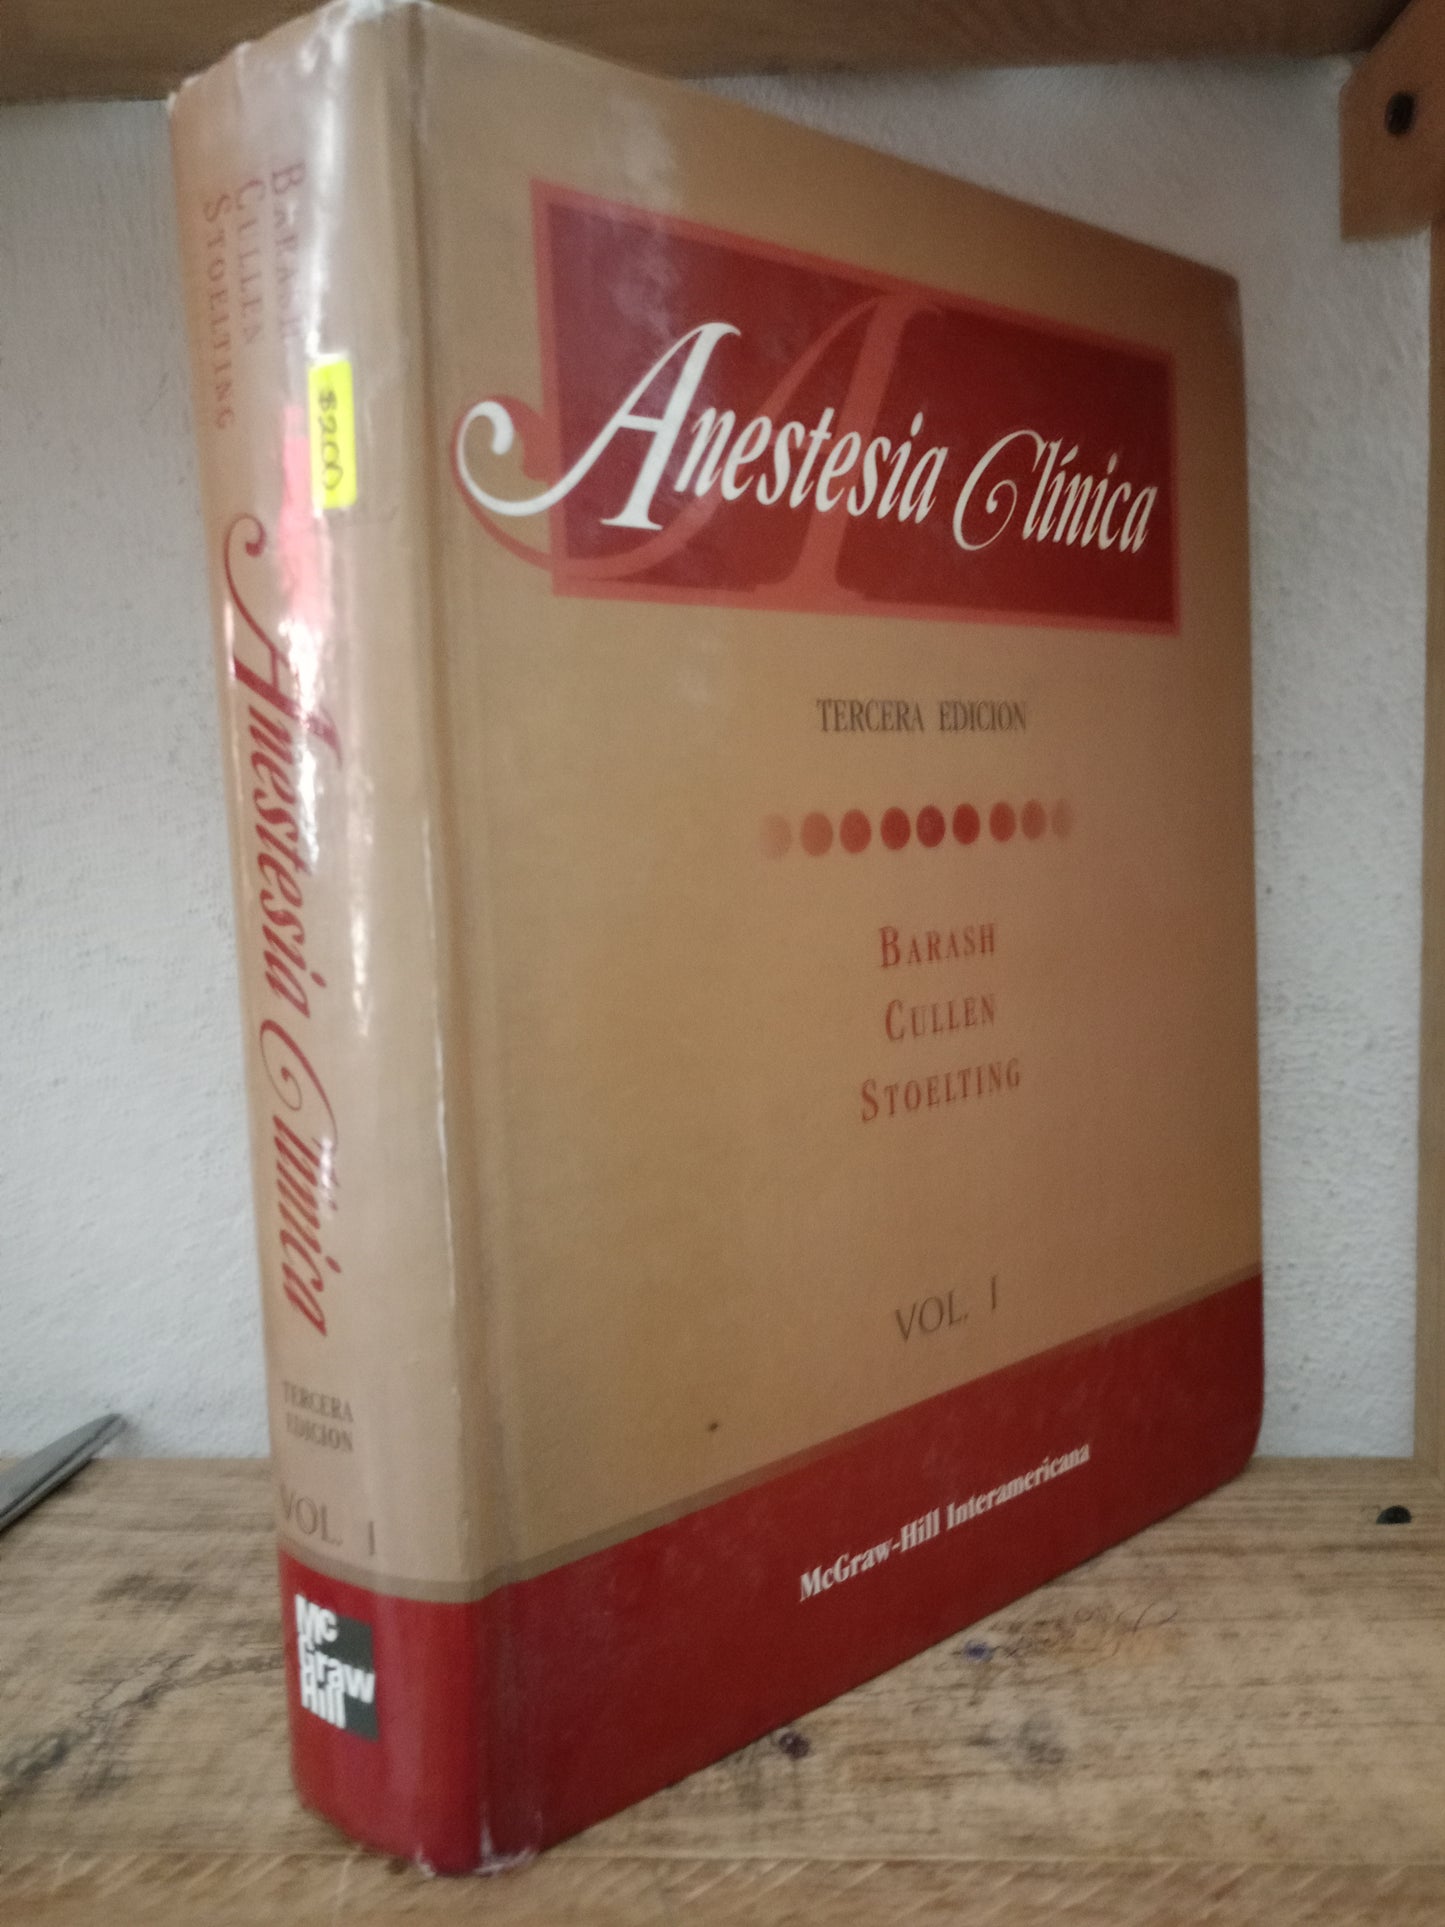 BARASH
CULLEN
STOELTING
$200
Anestesia Clínica
TERCERA
EDICION
VOL. I
Mc
Graw
Hill
Anestesia Clínica
TERCERA EDICION
BARASH
CULLEN
STOELTING
VOL. I
McGraw-Hill Interamericana